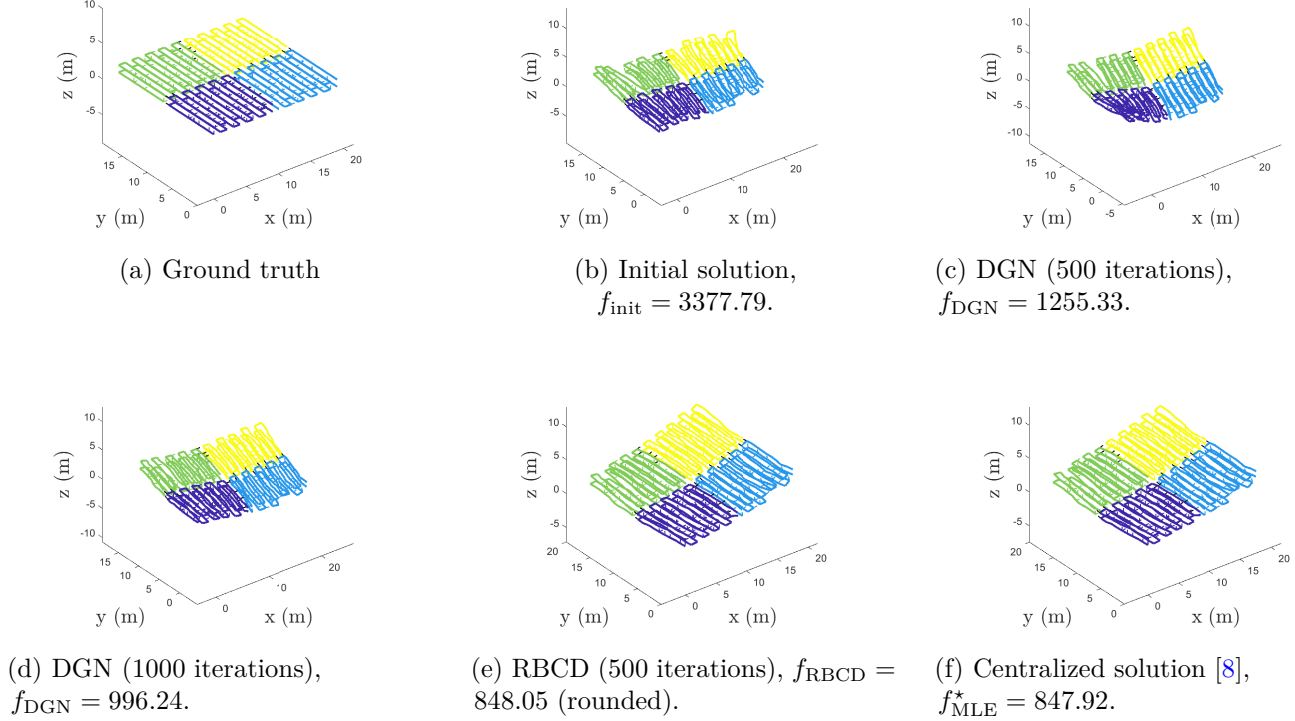 10
5
0
-5
z (m)
15
10
5
0
y (m)
0
5
10
15
20
x (m)
(a) Ground truth
10
5
0
-5
z (m)
15
10
5
0
y (m)
0
10
20
x (m)
(b) Initial solution,
f_init = 3377.79.
10
5
0
-5
-10
z (m)
15
10
5
0
-5
y (m)
0
10
20
x (m)
(c) DGN (500 iterations),
f_DGN = 1255.33.
10
5
0
-5
-10
z (m)
15
10
5
0
y (m)
0
10
20
x (m)
(d) DGN (1000 iterations),
f_DGN = 996.24.
10
5
0
-5
z (m)
20
15
10
5
0
y (m)
0
5
10
15
20
x (m)
(e) RBCD (500 iterations), f_RBCD =
848.05 (rounded).
10
5
0
-5
z (m)
20
15
10
5
0
y (m)
0
5
10
15
20
x (m)
(f) Centralized solution [8],
f*_MLE = 847.92.